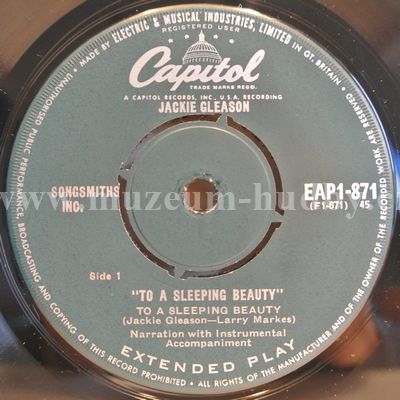 MADE BY ELECTRIC & MUSICAL INDUSTRIES, LIMITED IN GT. BRITAIN •
REGISTERED USER
Capitol
TRADE MARKS REGD.
A CAPITOL RECORDS, INC., U.S.A. RECORDING
JACKIE GLEASON
SONGSMITHS
INC.
EAP1-871
(F1-871) 45
www.muzeum-hudby.
Side 1
"TO A SLEEPING BEAUTY"
TO A SLEEPING BEAUTY
(Jackie Gleason—Larry Markes)
Narration with Instrumental
Accompaniment
EXTENDED PLAY
UNAUTHORISED PUBLIC PERFORMANCE, BROADCASTING AND COPYING OF THIS RECORD PROHIBITED • ALL RIGHTS OF THE MANUFACTURER AND OF THE OWNER OF THE RECORDED WORK ARE RESERVED